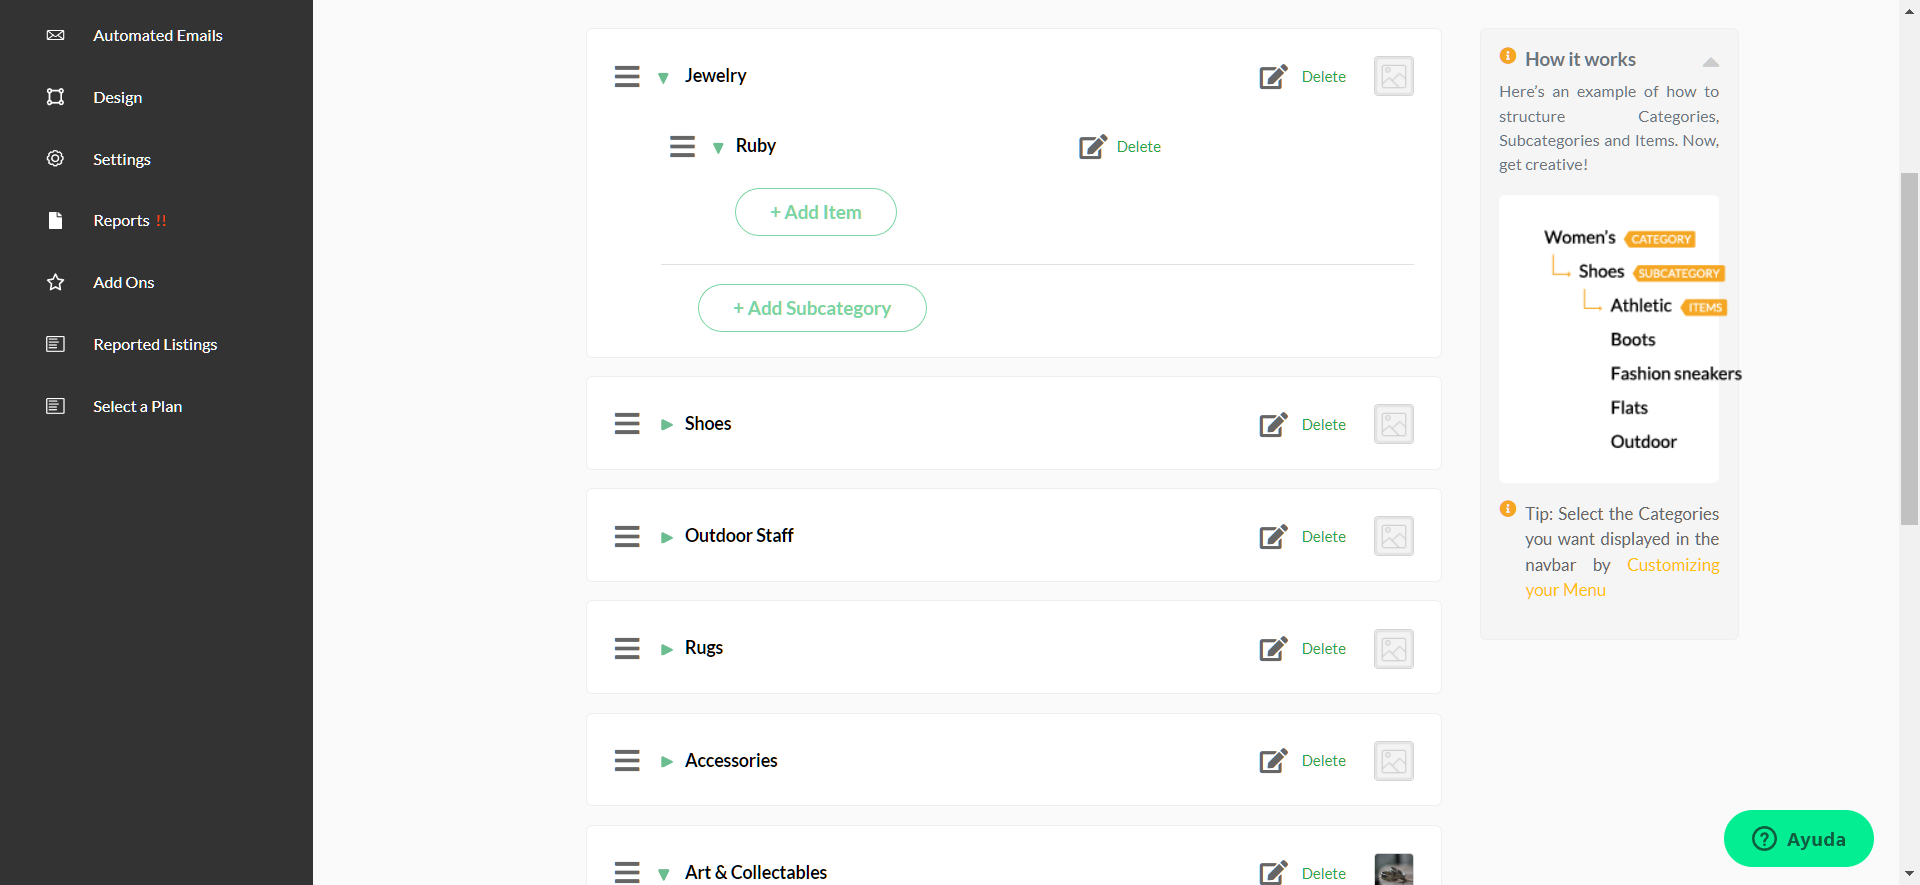 Automated Emails
Design
Settings
Reports !!
Add Ons
Reported Listings
Select a Plan
Jewelry
Delete
Ruby
Delete
+ Add Item
+ Add Subcategory
Shoes
Delete
Outdoor Staff
Delete
Rugs
Delete
Accessories
Delete
Art & Collectables
Delete
How it works
Here’s an example of how to
structure Categories,
Subcategories and Items. Now,
get creative!
Women's CATEGORY
Shoes SUBCATEGORY
Athletic ITEMS
Boots
Fashion sneakers
Flats
Outdoor
Tip: Select the Categories
you want displayed in the
navbar by Customizing
your Menu
Ayuda